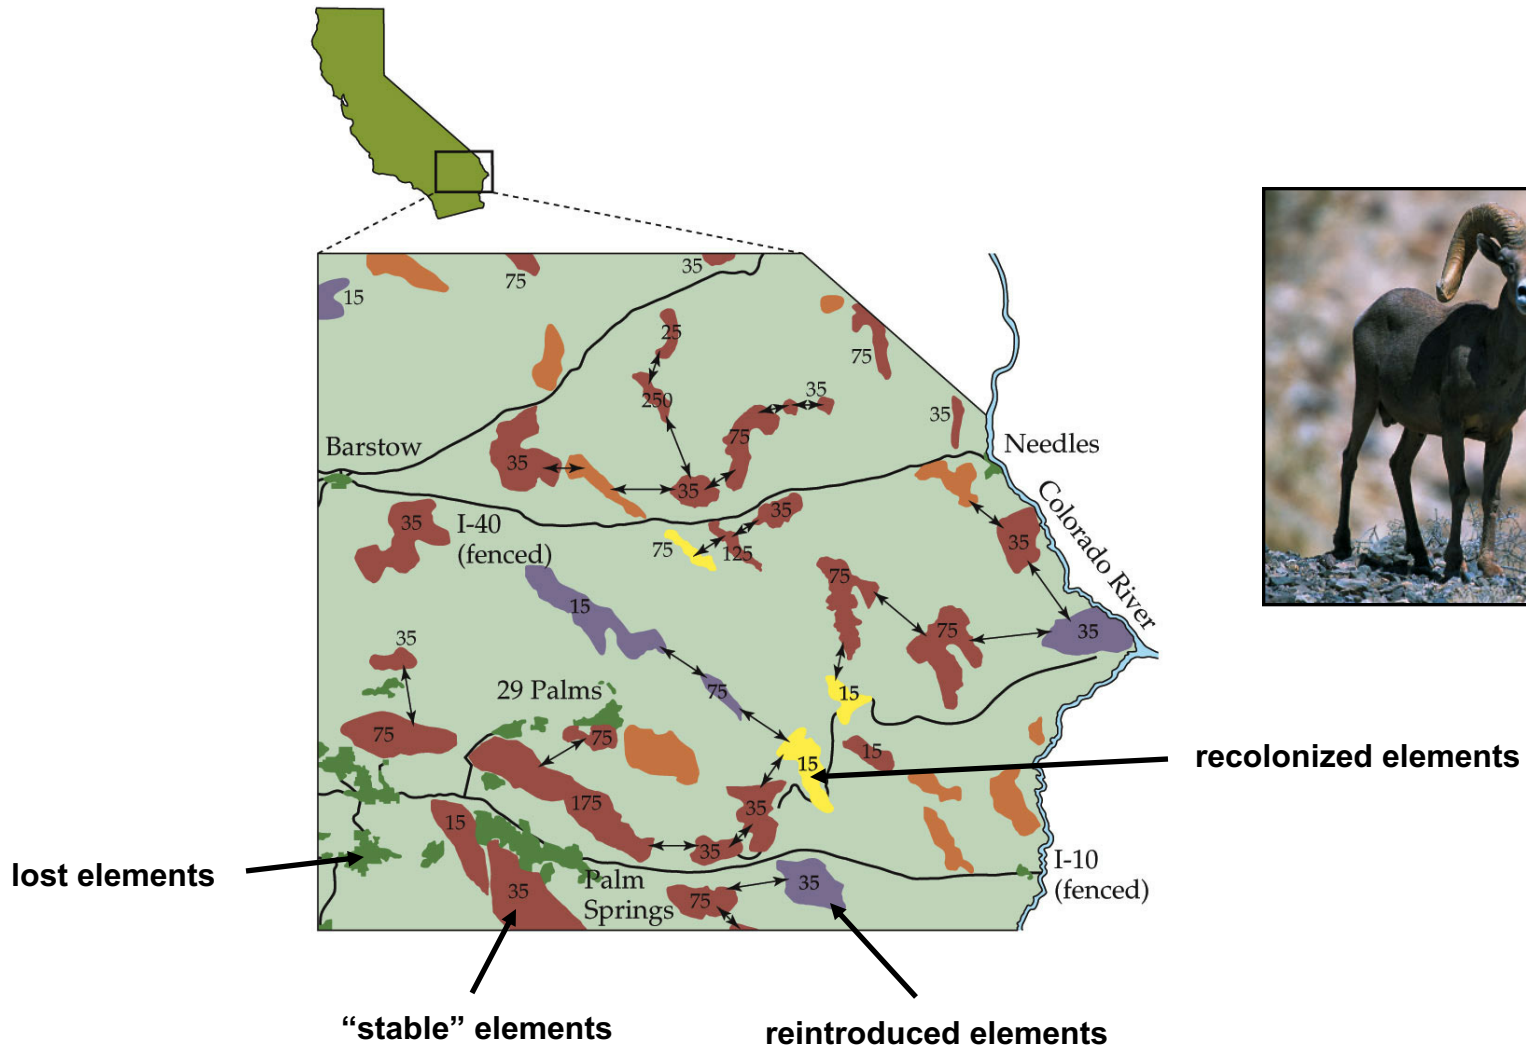 75
35
15
25
75
250
35
35
75
Barstow
35
Needles
35
I-40
(fenced)
35
35
Colorado River
75
125
35
75
15
75
35
35
29 Palms
75
15
75
75
15
15
recolonized elements
175
35
15
35
lost elements
I-10
(fenced)
35
Palm
Springs
75
35
“stable” elements
reintroduced elements